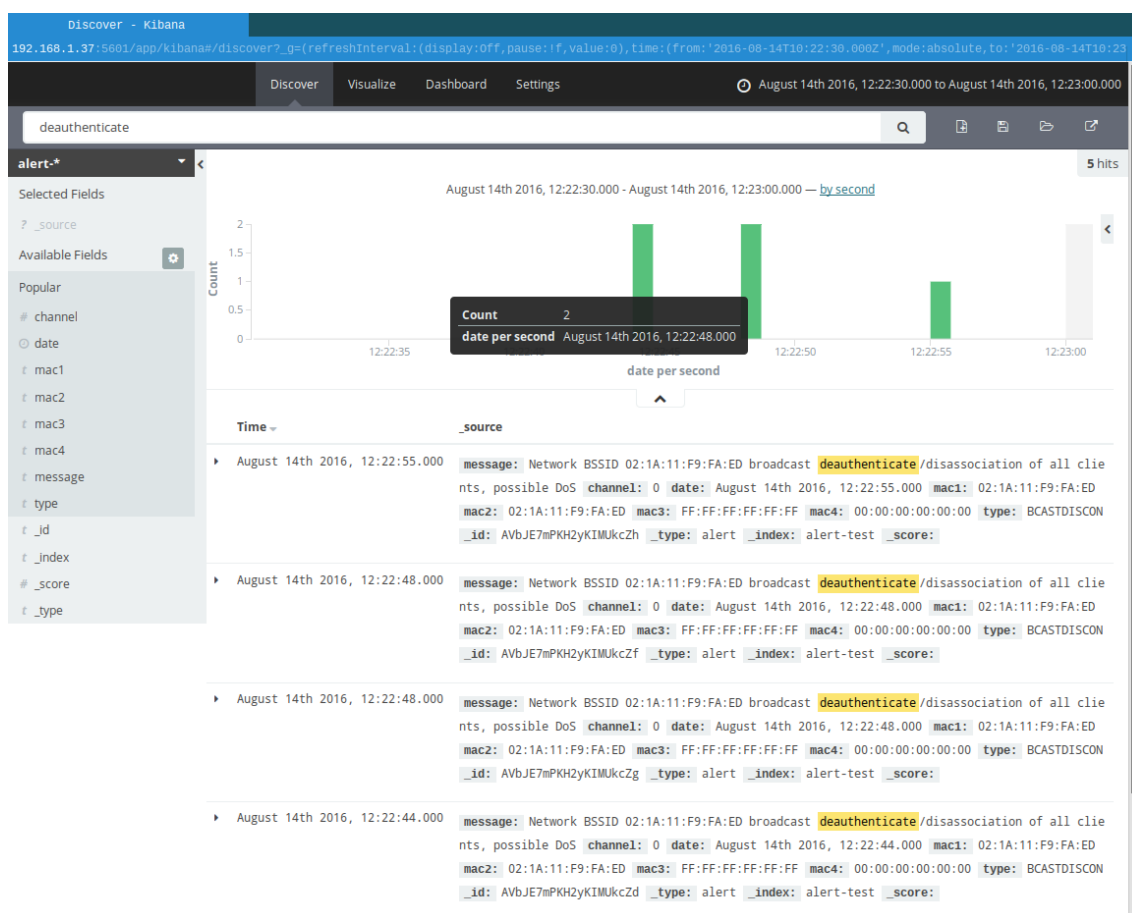 Discover - Kibana
192.168.1.37:5601/app/kibana#/discover?_g=(refreshInterval:(display:Off,pause:!f,value:0),time:(from:'2016-08-14T10:22:30.000Z',mode:absolute,to:'2016-08-14T10:23
Discover Visualize Dashboard Settings August 14th 2016, 12:22:30.000 to August 14th 2016, 12:23:00.000
deauthenticate
alert-*
5 hits
Selected Fields
? _source
Available Fields
Popular
# channel
date
t mac1
t mac2
t mac3
t mac4
t message
t type
t _id
t _index
# _score
t _type
August 14th 2016, 12:22:30.000 - August 14th 2016, 12:23:00.000 — by second
Count
2
1.5
1
0.5
0
Count 2
date per second August 14th 2016, 12:22:48.000
12:22:35 12:22:50 12:22:55 12:23:00
date per second
Time _source
August 14th 2016, 12:22:55.000 message: Network BSSID 02:1A:11:F9:FA:ED broadcast deauthenticate/disassociation of all clie
nts, possible DoS channel: 0 date: August 14th 2016, 12:22:55.000 mac1: 02:1A:11:F9:FA:ED
mac2: 02:1A:11:F9:FA:ED mac3: FF:FF:FF:FF:FF:FF mac4: 00:00:00:00:00:00 type: BCASTDISCON
_id: AVbJE7mPKH2yKIMUkcZh _type: alert _index: alert-test _score:
August 14th 2016, 12:22:48.000 message: Network BSSID 02:1A:11:F9:FA:ED broadcast deauthenticate/disassociation of all clie
nts, possible DoS channel: 0 date: August 14th 2016, 12:22:48.000 mac1: 02:1A:11:F9:FA:ED
mac2: 02:1A:11:F9:FA:ED mac3: FF:FF:FF:FF:FF:FF mac4: 00:00:00:00:00:00 type: BCASTDISCON
_id: AVbJE7mPKH2yKIMUkcZf _type: alert _index: alert-test _score:
August 14th 2016, 12:22:48.000 message: Network BSSID 02:1A:11:F9:FA:ED broadcast deauthenticate/disassociation of all clie
nts, possible DoS channel: 0 date: August 14th 2016, 12:22:48.000 mac1: 02:1A:11:F9:FA:ED
mac2: 02:1A:11:F9:FA:ED mac3: FF:FF:FF:FF:FF:FF mac4: 00:00:00:00:00:00 type: BCASTDISCON
_id: AVbJE7mPKH2yKIMUkcZg _type: alert _index: alert-test _score:
August 14th 2016, 12:22:44.000 message: Network BSSID 02:1A:11:F9:FA:ED broadcast deauthenticate/disassociation of all clie
nts, possible DoS channel: 0 date: August 14th 2016, 12:22:44.000 mac1: 02:1A:11:F9:FA:ED
mac2: 02:1A:11:F9:FA:ED mac3: FF:FF:FF:FF:FF:FF mac4: 00:00:00:00:00:00 type: BCASTDISCON
_id: AVbJE7mPKH2yKIMUkcZd _type: alert _index: alert-test _score: